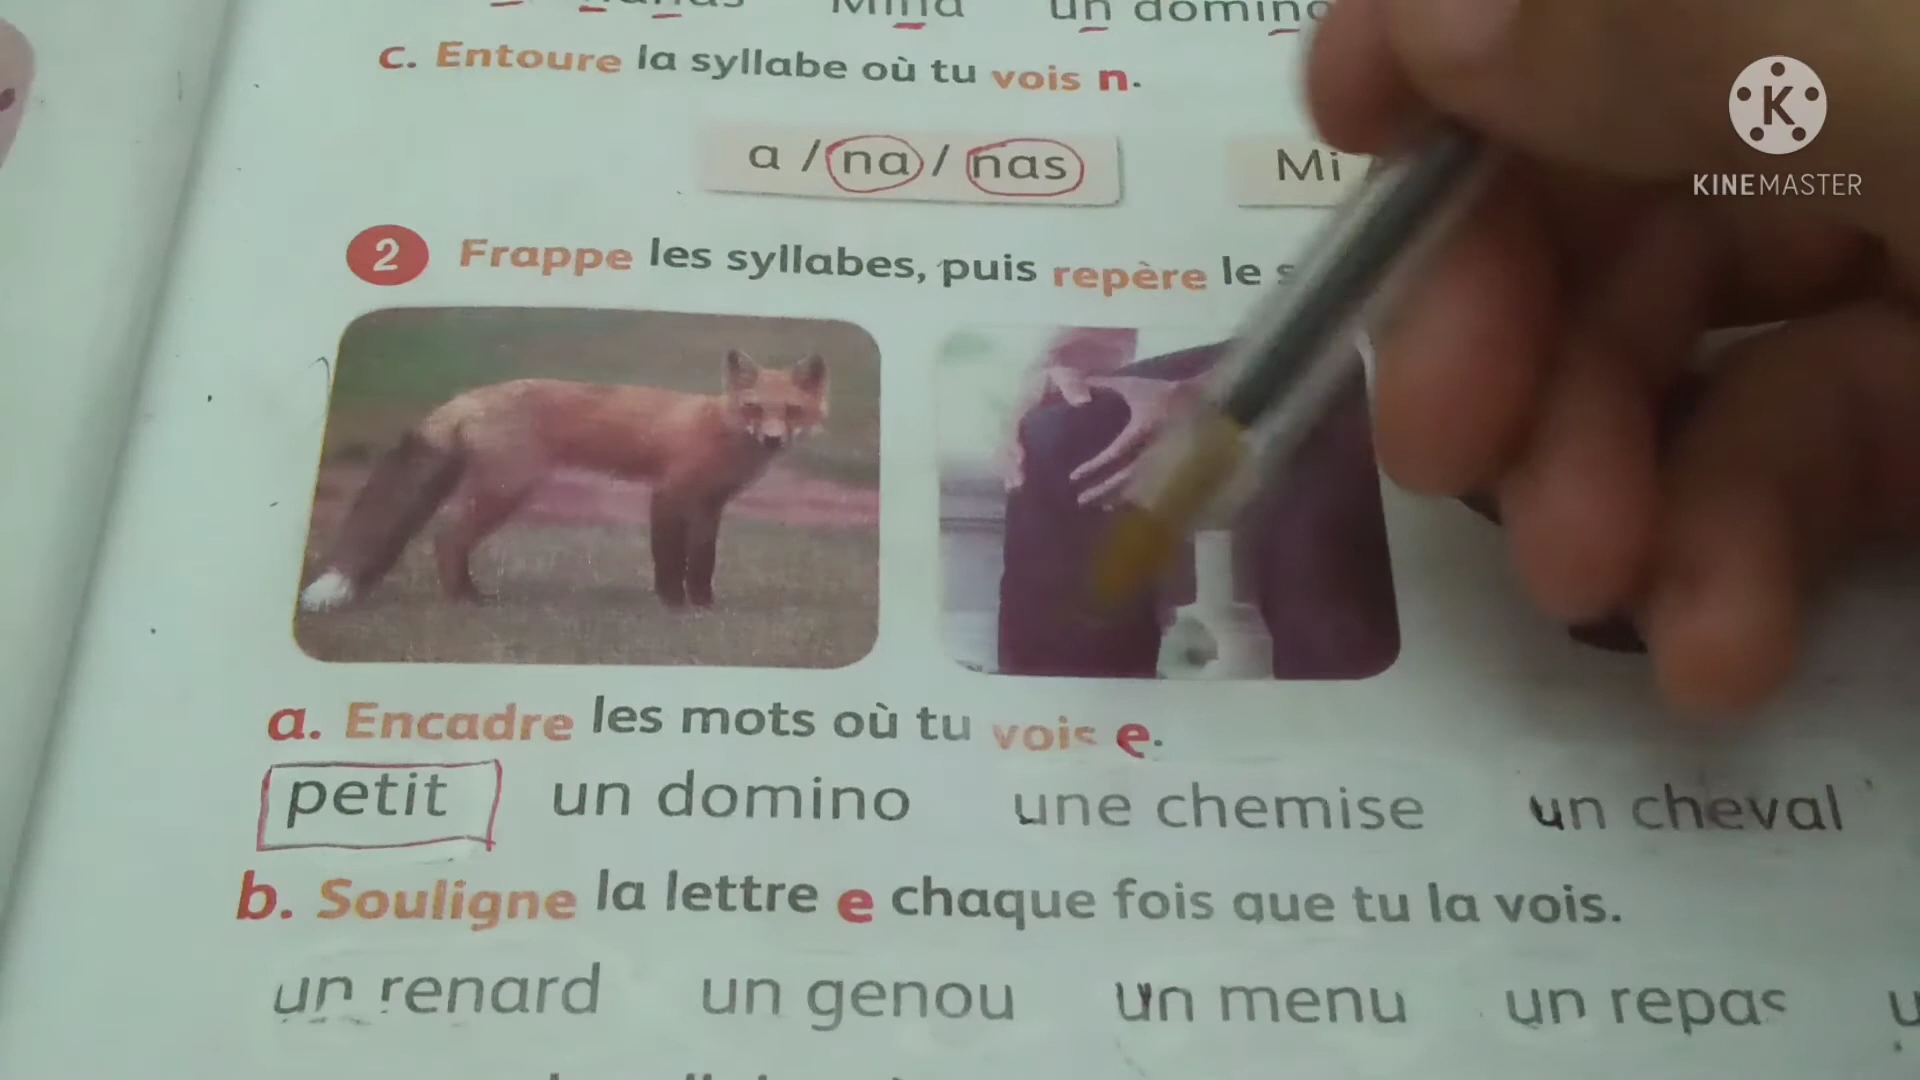 un domino
c. Entoure la syllabe où tu vois n.
a / na / nas
Mi
KINEMASTER
2 Frappe les syllabes, puis repère le
a. Encadre les mots où tu vois e.
petit un domino une chemise un cheval
b. Souligne la lettre e chaque fois que tu la vois.
un renard un genou un menu un repas